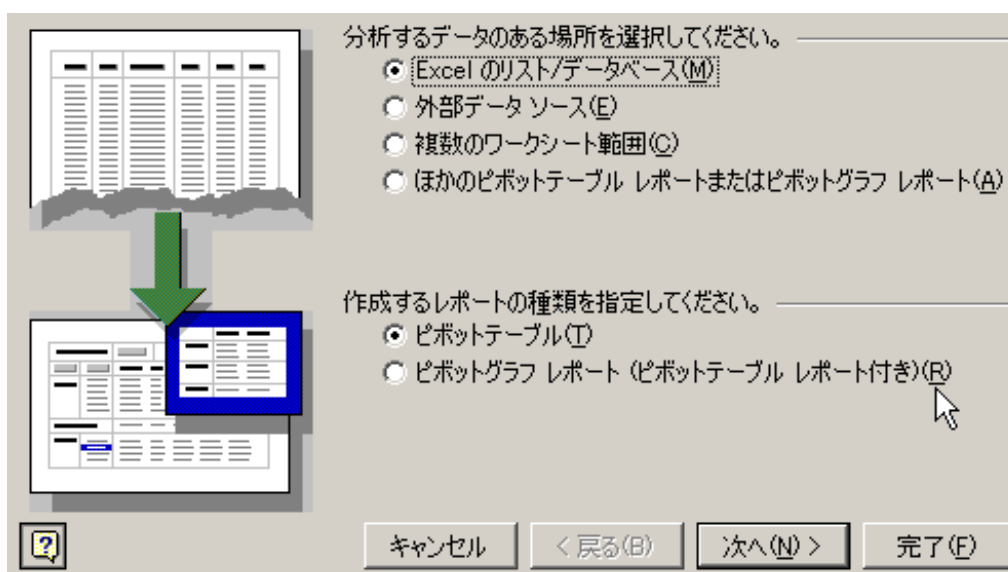 分析するデータのある場所を選択してください。
Excel のリスト/データベース(M)
外部データ ソース(E)
複数のワークシート範囲(C)
ほかのピボットテーブル レポートまたはピボットグラフ レポート(A)
作成するレポートの種類を指定してください。
ピボットテーブル(T)
ピボットグラフ レポート (ピボットテーブル レポート付き)(R)
? キャンセル < 戻る(B) 次へ(N) > 完了(F)